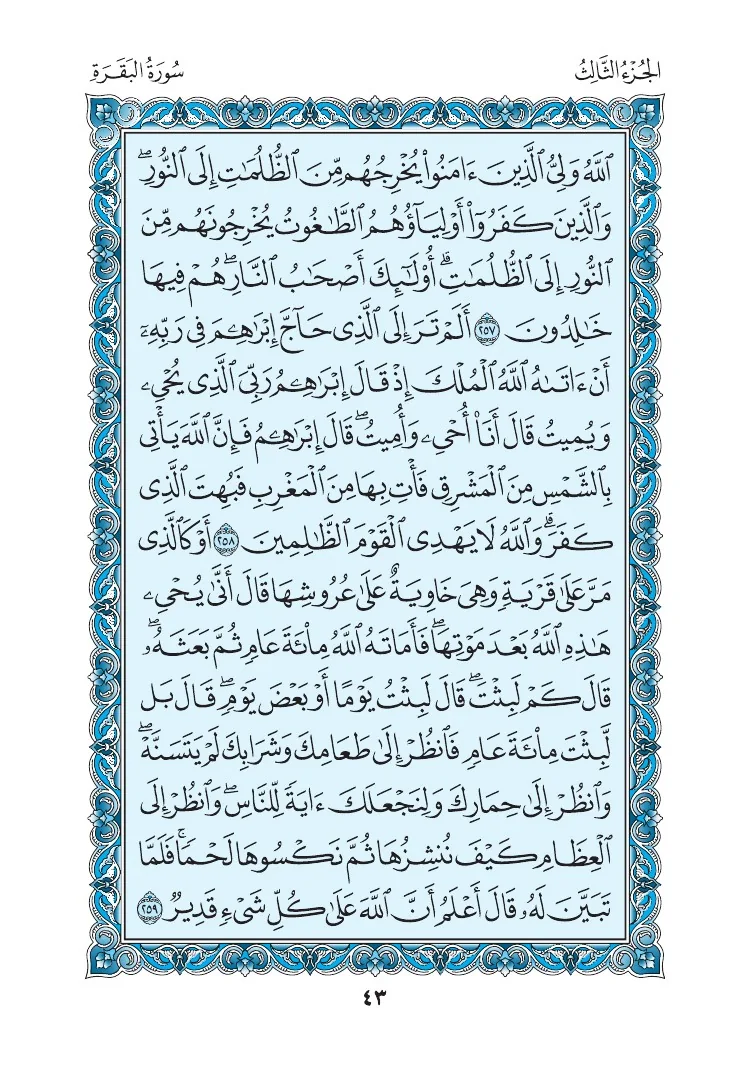 الجُزْءُ الثَّالِثُ
سُورَةُ البَقَرَةِ
ٱللَّهُ وَلِىُّ ٱلَّذِينَ ءَامَنُوا۟ يُخْرِجُهُم مِّنَ ٱلظُّلُمَـٰتِ إِلَى ٱلنُّورِ ۖ
وَٱلَّذِينَ كَفَرُوٓا۟ أَوْلِيَآؤُهُمُ ٱلطَّـٰغُوتُ يُخْرِجُونَهُم مِّنَ
ٱلنُّورِ إِلَى ٱلظُّلُمَـٰتِ ۗ أُو۟لَـٰٓئِكَ أَصْحَـٰبُ ٱلنَّارِ ۖ هُمْ فِيهَا
خَـٰلِدُونَ ٢٥٧ أَلَمْ تَرَ إِلَى ٱلَّذِى حَآجَّ إِبْرَٰهِـۧمَ فِى رَبِّهِۦٓ
أَنْ ءَاتَىٰهُ ٱللَّهُ ٱلْمُلْكَ إِذْ قَالَ إِبْرَٰهِـۧمُ رَبِّىَ ٱلَّذِى يُحْىِۦ
وَيُمِيتُ قَالَ أَنَا۠ أُحْىِۦ وَأُمِيتُ ۖ قَالَ إِبْرَٰهِـۧمُ فَإِنَّ ٱللَّهَ يَأْتِى
بِٱلشَّمْسِ مِنَ ٱلْمَشْرِقِ فَأْتِ بِهَا مِنَ ٱلْمَغْرِبِ فَبُهِتَ ٱلَّذِى
كَفَرَ ۗ وَٱللَّهُ لَا يَهْدِى ٱلْقَوْمَ ٱلظَّـٰلِمِينَ ٢٥٨ أَوْ كَٱلَّذِى
مَرَّ عَلَىٰ قَرْيَةٍ وَهِىَ خَاوِيَةٌ عَلَىٰ عُرُوشِهَا قَالَ أَنَّىٰ يُحْىِۦ
هَـٰذِهِ ٱللَّهُ بَعْدَ مَوْتِهَا ۖ فَأَمَاتَهُ ٱللَّهُ مِا۟ئَةَ عَامٍ ثُمَّ بَعَثَهُۥ ۖ
قَالَ كَمْ لَبِثْتَ ۖ قَالَ لَبِثْتُ يَوْمًا أَوْ بَعْضَ يَوْمٍ ۖ قَالَ بَل
لَّبِثْتَ مِا۟ئَةَ عَامٍ فَٱنظُرْ إِلَىٰ طَعَامِكَ وَشَرَابِكَ لَمْ يَتَسَنَّهْ ۖ
وَٱنظُرْ إِلَىٰ حِمَارِكَ وَلِنَجْعَلَكَ ءَايَةً لِّلنَّاسِ ۖ وَٱنظُرْ إِلَى
ٱلْعِظَامِ كَيْفَ نُنشِزُهَا ثُمَّ نَكْسُوهَا لَحْمًا ۚ فَلَمَّا
تَبَيَّنَ لَهُۥ قَالَ أَعْلَمُ أَنَّ ٱللَّهَ عَلَىٰ كُلِّ شَىْءٍ قَدِيرٌ ٢٥٩
٤٣